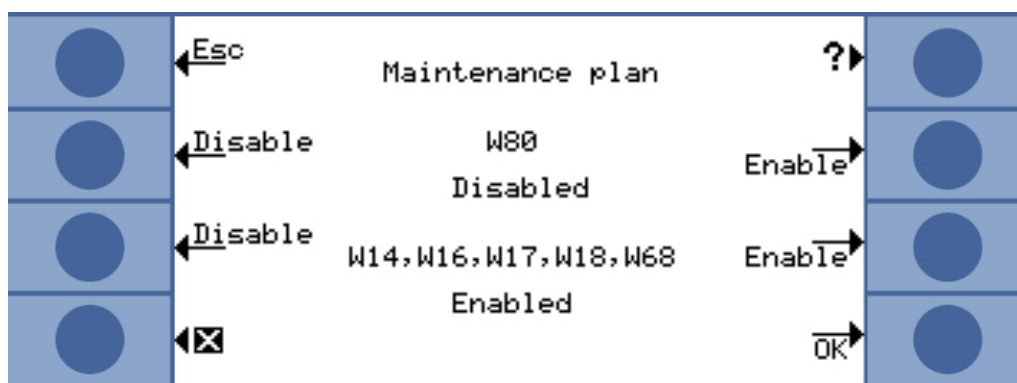 Esc
Maintenance plan
?
Disable
W80
Enable
Disabled
Disable
W14,W16,W17,W18,W68
Enable
Enabled
OK